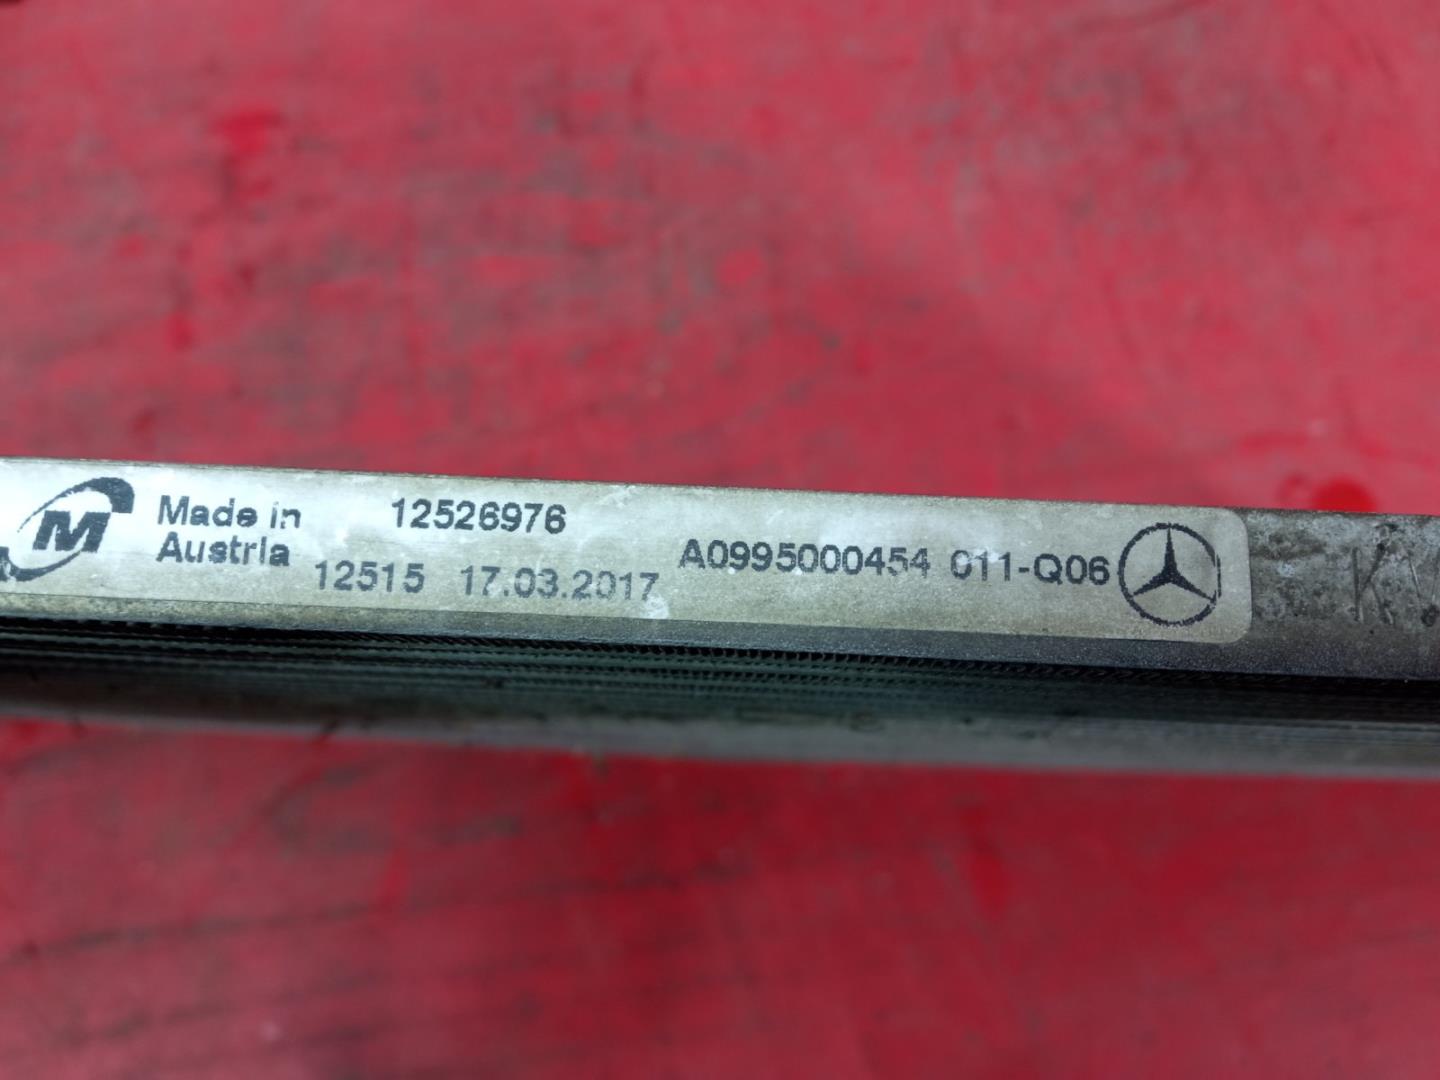 M
Made in 12526976
Austria
12515 17.03.2017
A0995000454 011-Q06